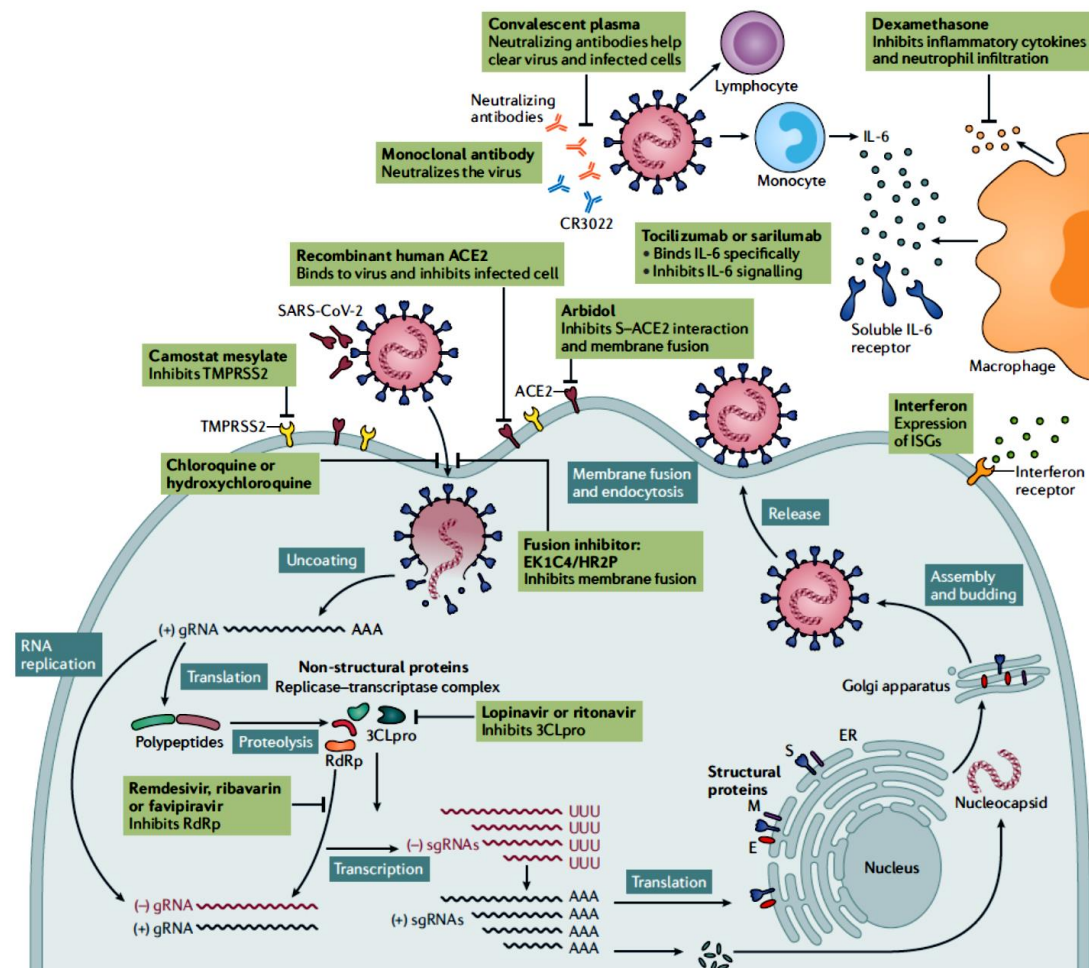 Convalescent plasma
Neutralizing antibodies help
clear virus and infected cells
Dexamethasone
Inhibits inflammatory cytokines
and neutrophil infiltration
Lymphocyte
Neutralizing
antibodies
Monoclonal antibody
Neutralizes the virus
CR3022
Monocyte
IL-6
Recombinant human ACE2
Binds to virus and inhibits infected cell
Tocilizumab or sarilumab
• Binds IL-6 specifically
• Inhibits IL-6 signalling
SARS-CoV-2
Arbidol
Inhibits S–ACE2 interaction
and membrane fusion
Soluble IL-6
receptor
Macrophage
Camostat mesylate
Inhibits TMPRSS2
ACE2
TMPRSS2
Interferon
Expression
of ISGs
Interferon
receptor
Chloroquine or
hydroxychloroquine
Membrane fusion
and endocytosis
Release
Fusion inhibitor:
EK1C4/HR2P
Inhibits membrane fusion
Uncoating
Assembly
and budding
(+) gRNA
AAA
RNA
replication
Translation
Non-structural proteins
Replicase–transcriptase complex
Golgi apparatus
Polypeptides
Proteolysis
3CLpro
RdRp
Lopinavir or ritonavir
Inhibits 3CLpro
ER
S
Structural
proteins
M
E
Nucleocapsid
Remdesivir, ribavarin
or favipiravir
Inhibits RdRp
Nucleus
UUU
UUU
(–) sgRNAs
UUU
UUU
Transcription
Translation
(–) gRNA
(+) gRNA
AAA
(+) sgRNAs
AAA
AAA
AAA